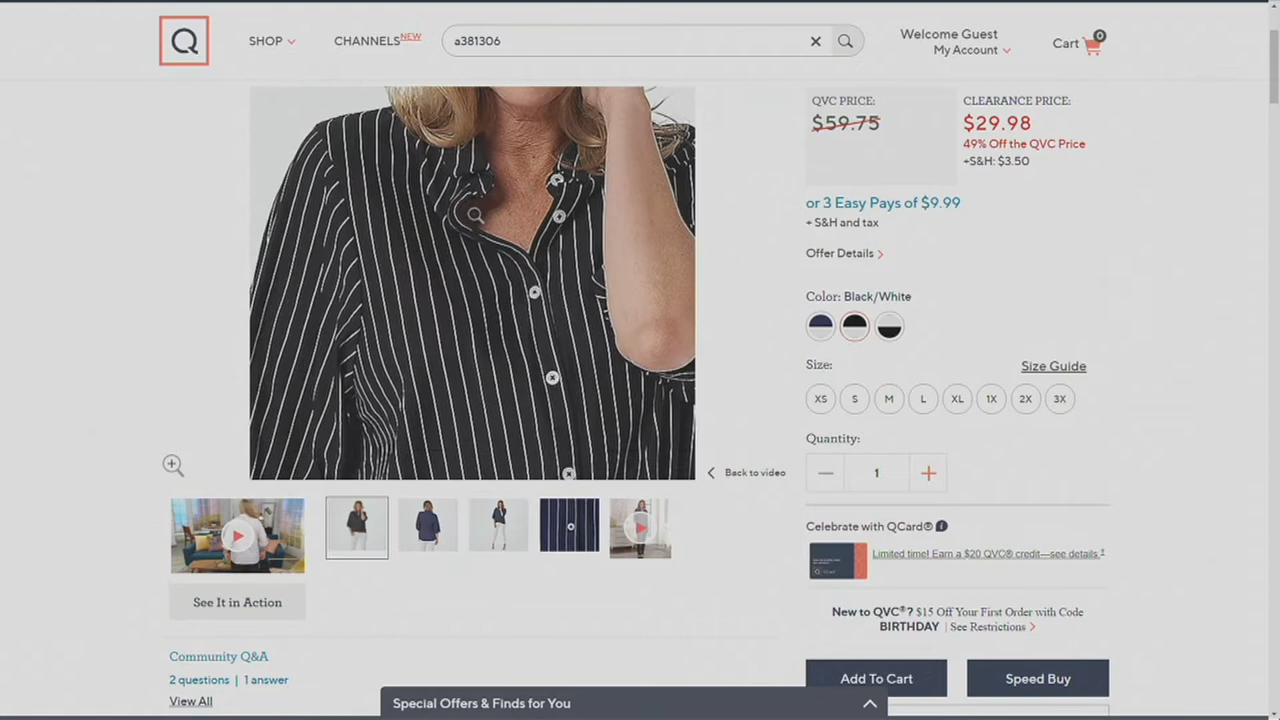 Q
SHOP
CHANNELS NEW
a381306
Welcome Guest
My Account
Cart
0
QVC PRICE:
$59.75
CLEARANCE PRICE:
$29.98
49% Off the QVC Price
+S&H: $3.50
or 3 Easy Pays of $9.99
+ S&H and tax
Offer Details
Color: Black/White
Size:
Size Guide
XS S M L XL 1X 2X 3X
Quantity:
1
Back to video
See It in Action
Celebrate with QCard®
Limited time! Earn a $20 QVC® credit—see details.‡
New to QVC®? $15 Off Your First Order with Code
BIRTHDAY | See Restrictions
Community Q&A
2 questions | 1 answer
View All
Add To Cart
Speed Buy
Special Offers & Finds for You